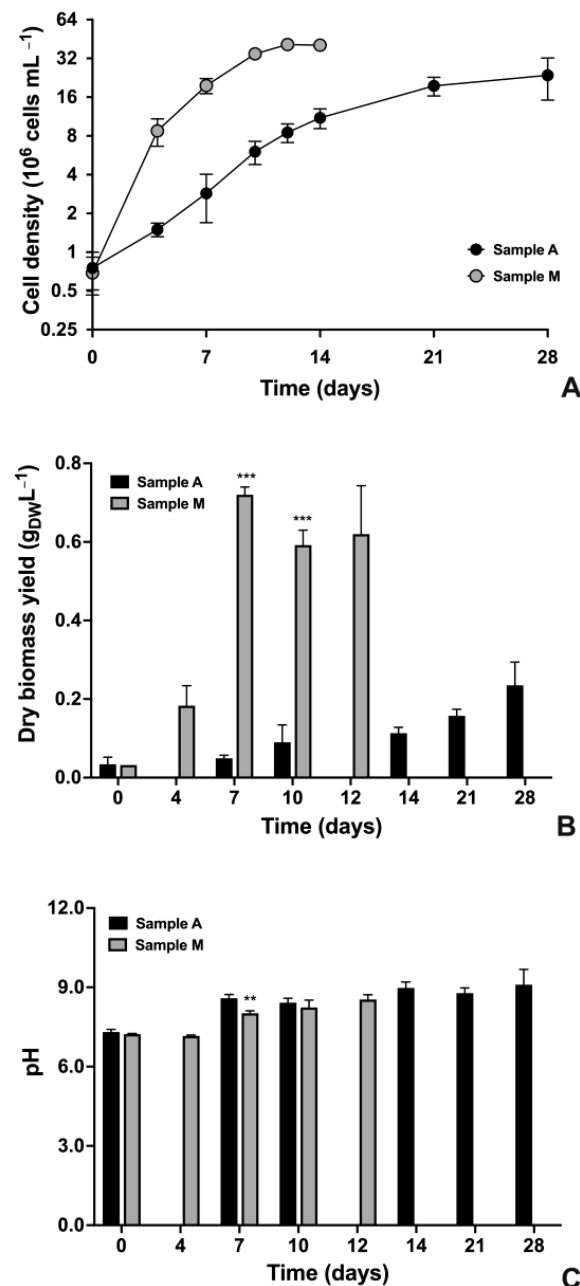 64
32
16
8
4
2
1
0.5
0.25
Cell density (10⁶ cells mL ⁻¹)
Sample A
Sample M
0 7 14 21 28
Time (days)
A
0.8
0.6
0.4
0.2
0.0
Dry biomass yield (gDWL⁻¹)
Sample A
Sample M
***
***
0 4 7 10 12 14 21 28
Time (days)
B
12.0
9.0
6.0
3.0
0.0
pH
Sample A
Sample M
**
0 4 7 10 12 14 21 28
Time (days)
C